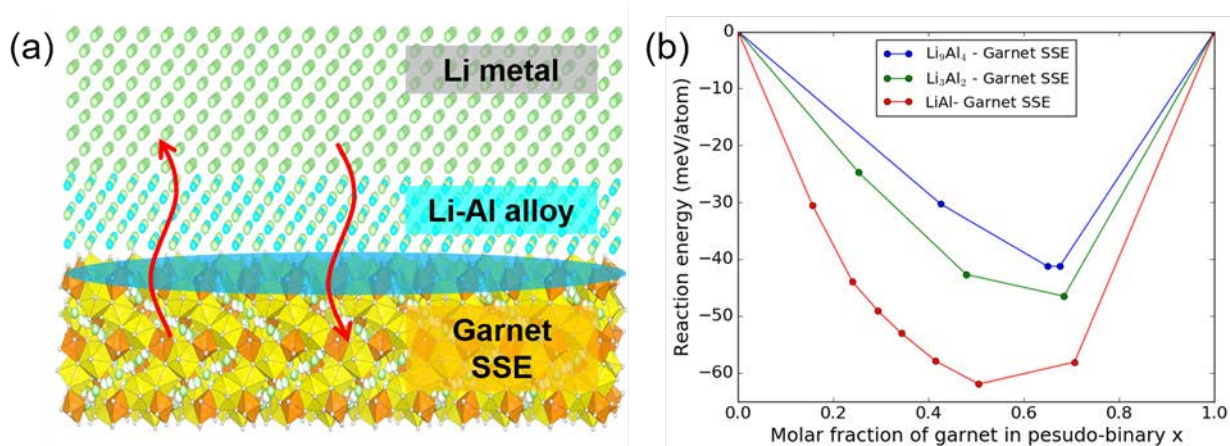 (a)
Li metal
Li-Al alloy
Garnet
SSE
(b)
Reaction energy (meV/atom)
0
−10
−20
−30
−40
−50
−60
Li₉Al₄ - Garnet SSE
Li₃Al₂ - Garnet SSE
LiAl- Garnet SSE
0.0 0.2 0.4 0.6 0.8 1.0
Molar fraction of garnet in pesudo-binary x